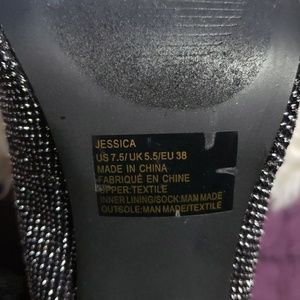 JESSICA
US 7.5/ UK 5.5/EU 38
MADE IN CHINA
FABRIQUÉ EN CHINE
UPPER:TEXTILE
INNER LINING/SOCK:MAN MADE
OUTSOLE:MAN MADE/TEXTILE